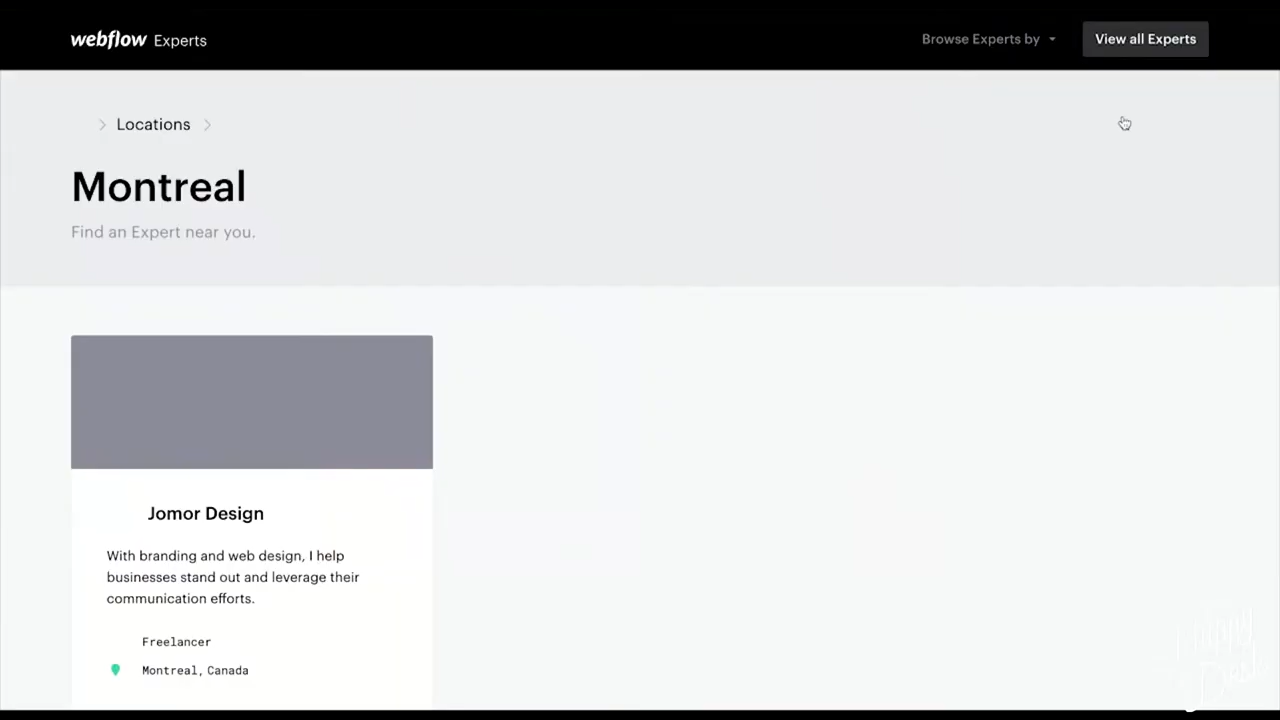 webflow Experts
Browse Experts by
View all Experts
Locations
Montreal
Find an Expert near you.
Jomor Design
With branding and web design, I help
businesses stand out and leverage their
communication efforts.
Freelancer
Montreal, Canada